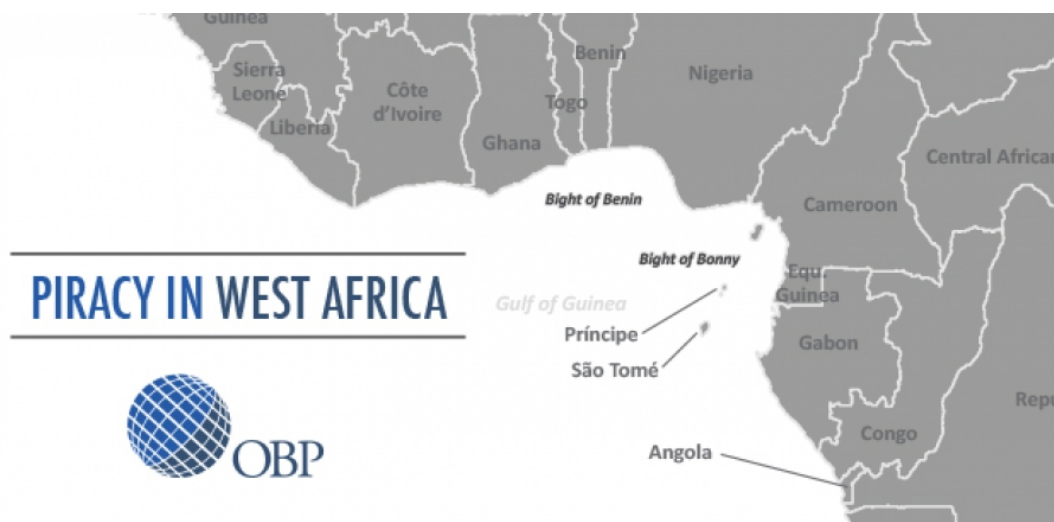 Guinea
Sierra
Leone
Liberia
Côte
d'Ivoire
Ghana
Togo
Benin
Nigeria
Central African
Cameroon
Bight of Benin
Bight of Bonny
Equ.
Guinea
Gulf of Guinea
Príncipe
São Tomé
Gabon
Repu
Congo
Angola
PIRACY IN WEST AFRICA
OBP